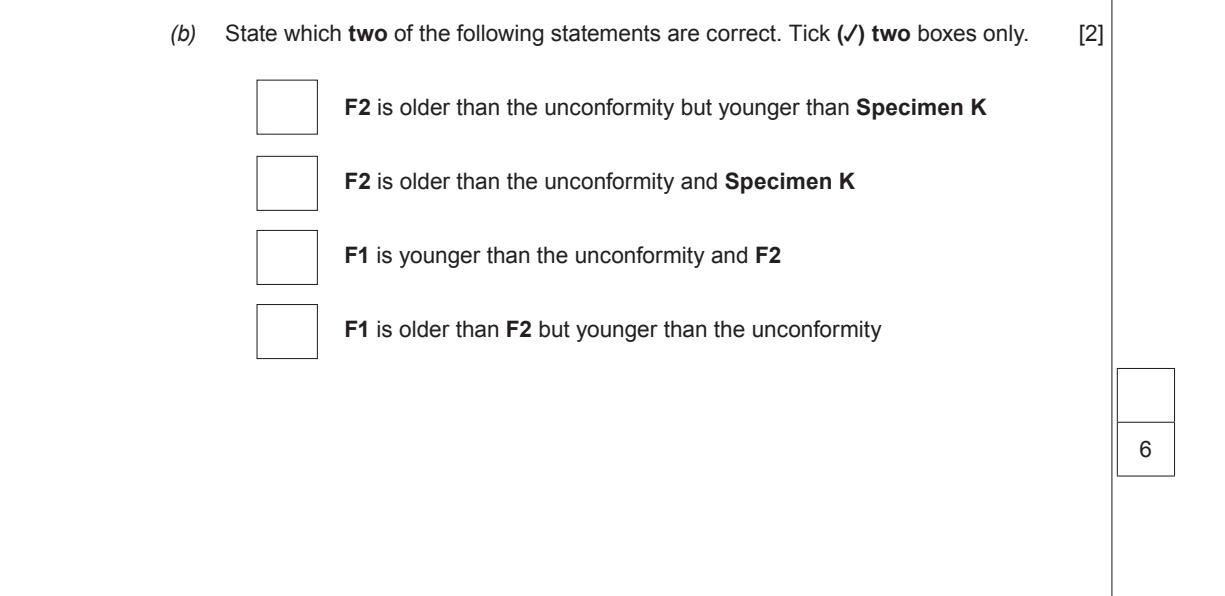 (b) State which two of the following statements are correct. Tick (✓) two boxes only. [2]
F2 is older than the unconformity but younger than Specimen K
F2 is older than the unconformity and Specimen K
F1 is younger than the unconformity and F2
F1 is older than F2 but younger than the unconformity
6